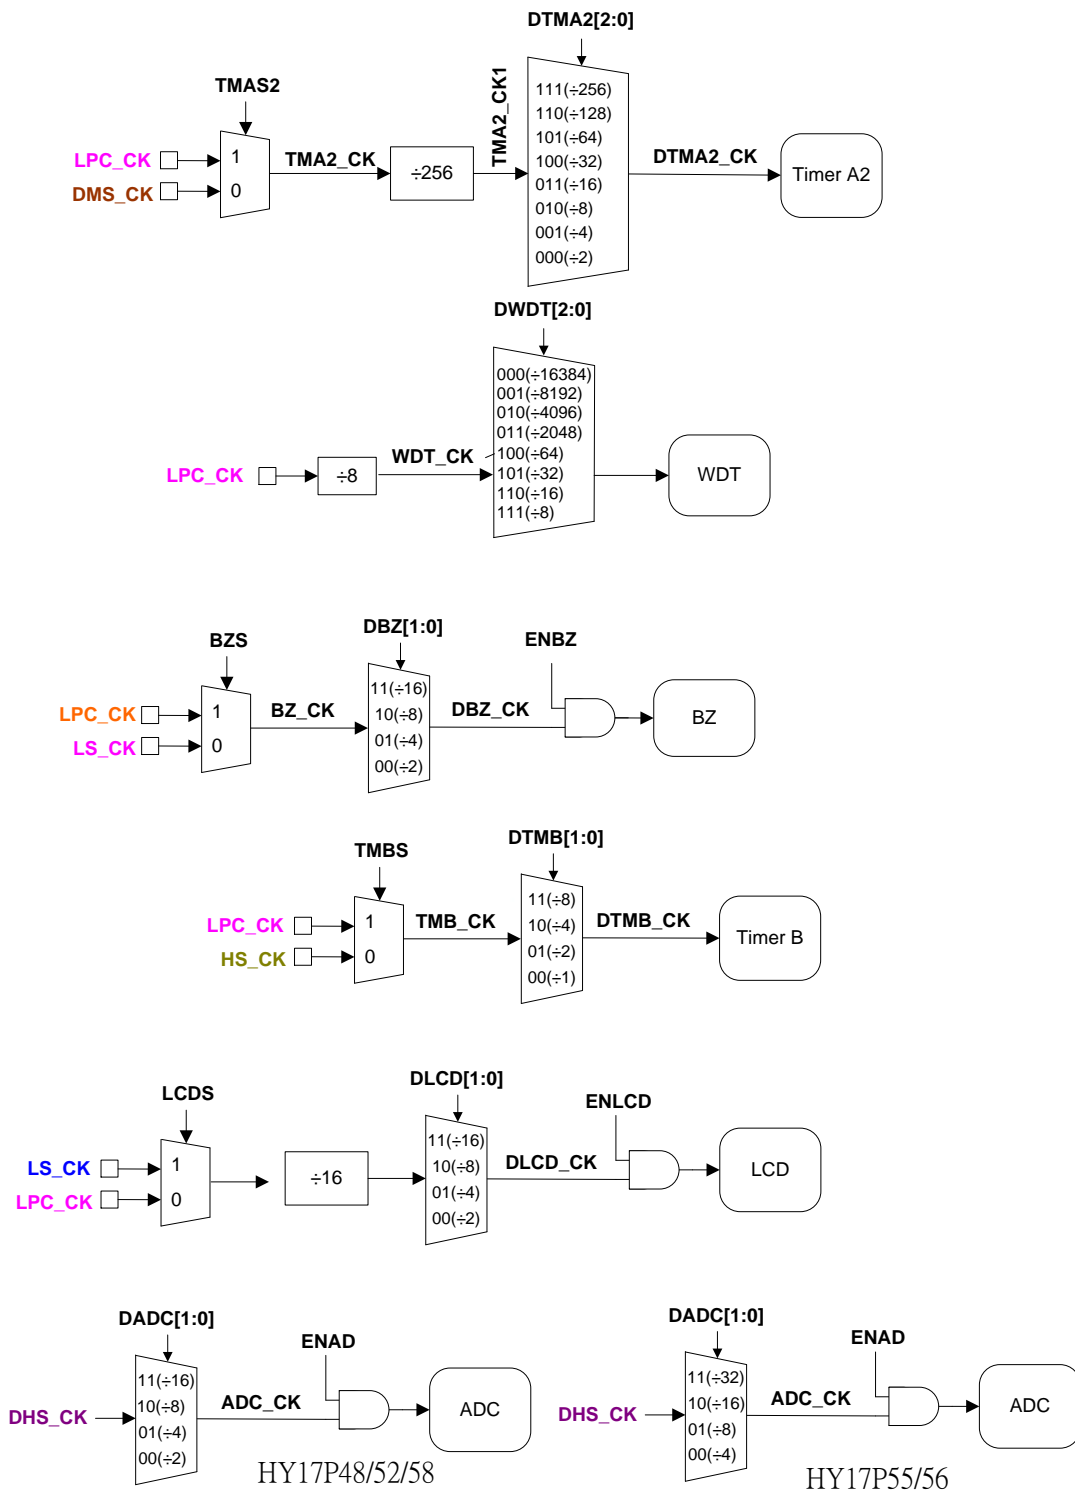 DTMA2[2:0]
TMAS2
TMA2_CK1
111(÷256)
110(÷128)
101(÷64)
100(÷32)
011(÷16)
010(÷8)
001(÷4)
000(÷2)
LPC_CK
1
DMS_CK
0
TMA2_CK
÷256
DTMA2_CK
Timer A2
DWDT[2:0]
000(÷16384)
001(÷8192)
010(÷4096)
011(÷2048)
100(÷64)
101(÷32)
110(÷16)
111(÷8)
LPC_CK
÷8
WDT_CK
WDT
BZS
DBZ[1:0]
ENBZ
LPC_CK
1
LS_CK
0
BZ_CK
11(÷16)
10(÷8)
01(÷4)
00(÷2)
DBZ_CK
BZ
TMBS
DTMB[1:0]
LPC_CK
1
HS_CK
0
TMB_CK
11(÷8)
10(÷4)
01(÷2)
00(÷1)
DTMB_CK
Timer B
LCDS
DLCD[1:0]
ENLCD
LS_CK
1
LPC_CK
0
÷16
11(÷16)
10(÷8)
01(÷4)
00(÷2)
DLCD_CK
LCD
DADC[1:0]
ENAD
DHS_CK
11(÷16)
10(÷8)
01(÷4)
00(÷2)
ADC_CK
ADC
HY17P48/52/58
DADC[1:0]
ENAD
DHS_CK
11(÷32)
10(÷16)
01(÷8)
00(÷4)
ADC_CK
ADC
HY17P55/56